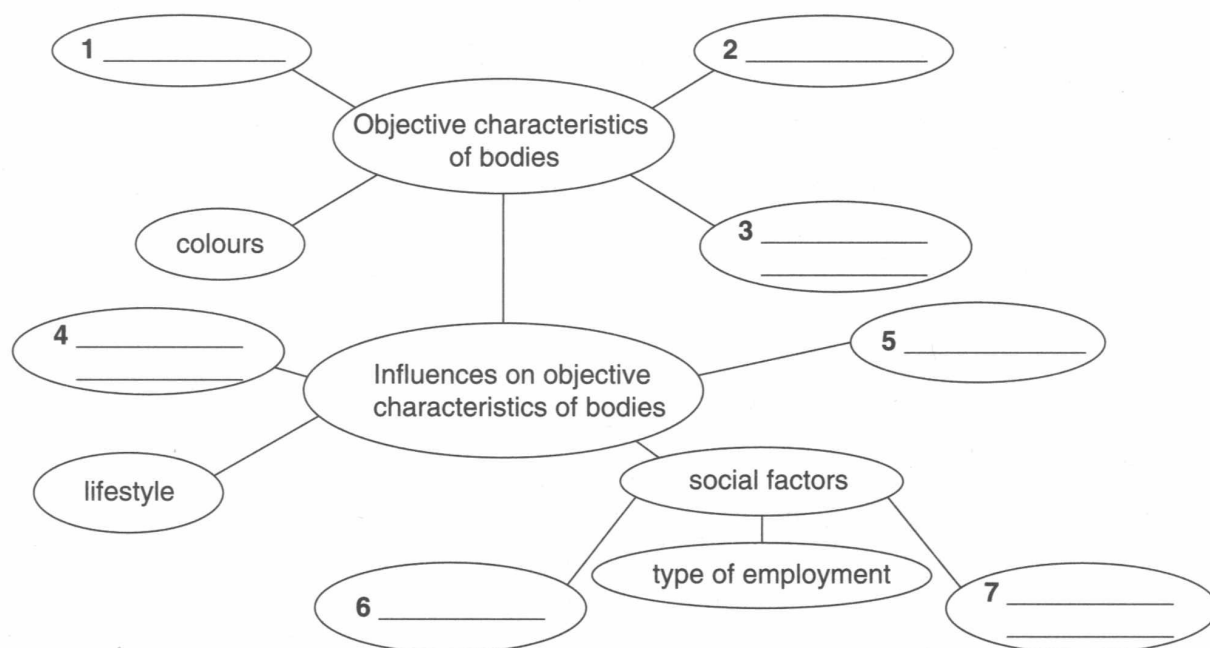 1
2
Objective characteristics
of bodies
colours
3
4
5
Influences on objective
characteristics of bodies
lifestyle
social factors
type of employment
6
7